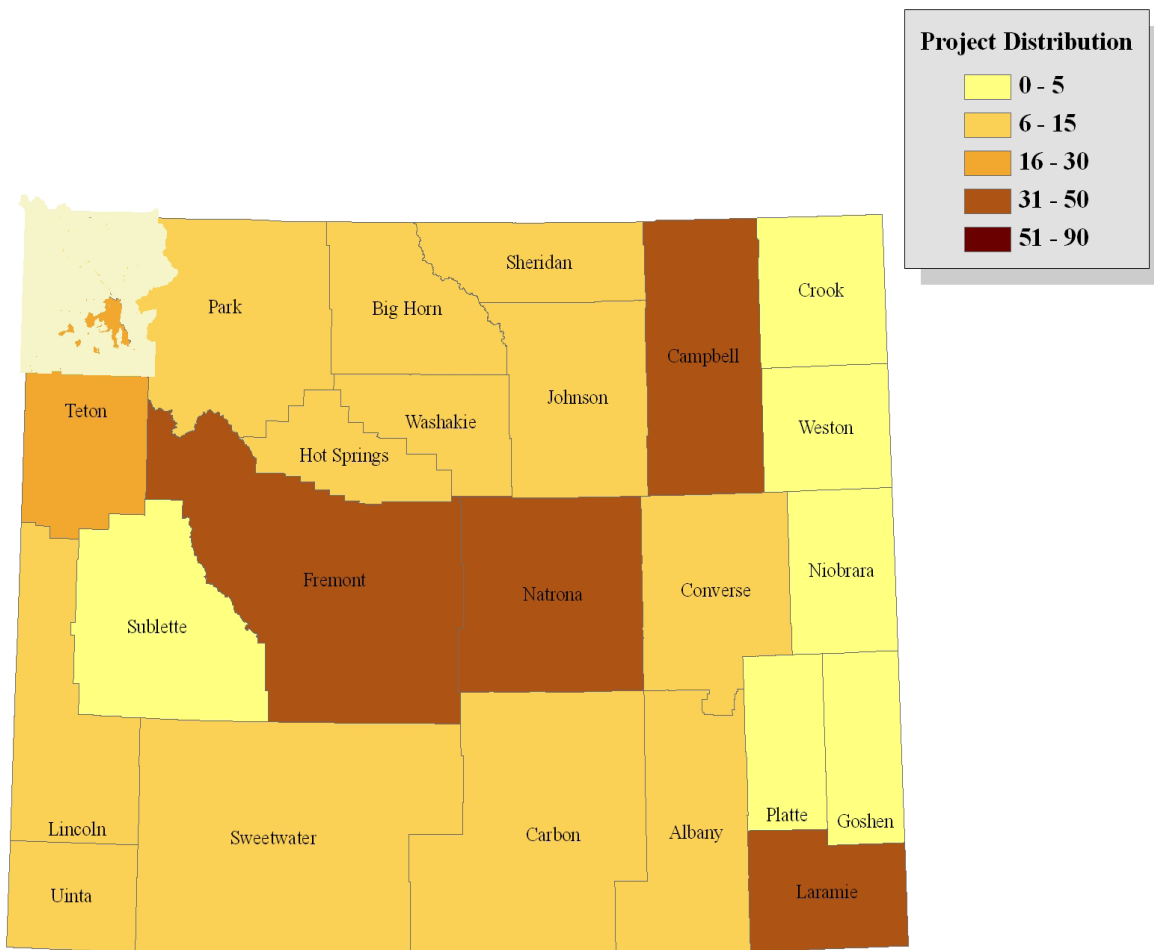 Project Distribution
0 - 5
6 - 15
16 - 30
31 - 50
51 - 90
Sheridan
Crook
Park
Big Horn
Campbell
Johnson
Teton
Washakie
Weston
Hot Springs
Niobrara
Fremont
Converse
Natrona
Sublette
Platte
Goshen
Lincoln
Albany
Carbon
Sweetwater
Laramie
Uinta